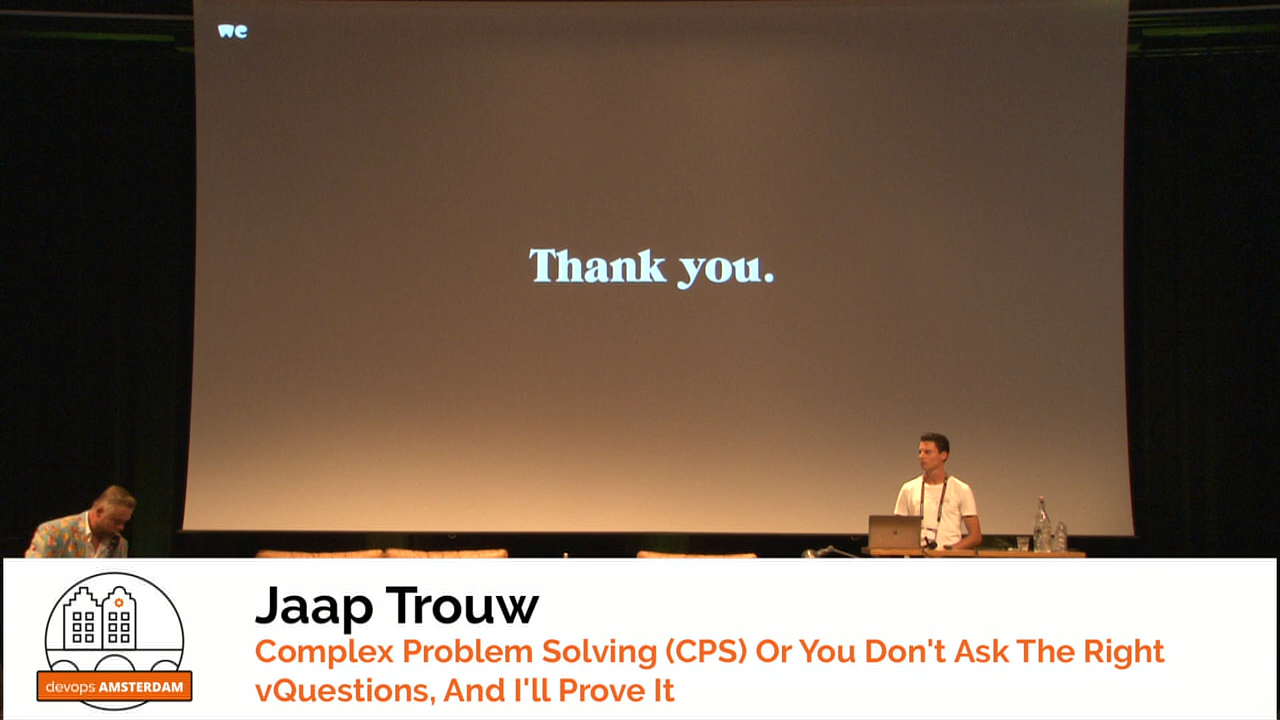 we
Thank you.
Jaap Trouw
Complex Problem Solving (CPS) Or You Don't Ask The Right
vQuestions, And I'll Prove It
devops AMSTERDAM